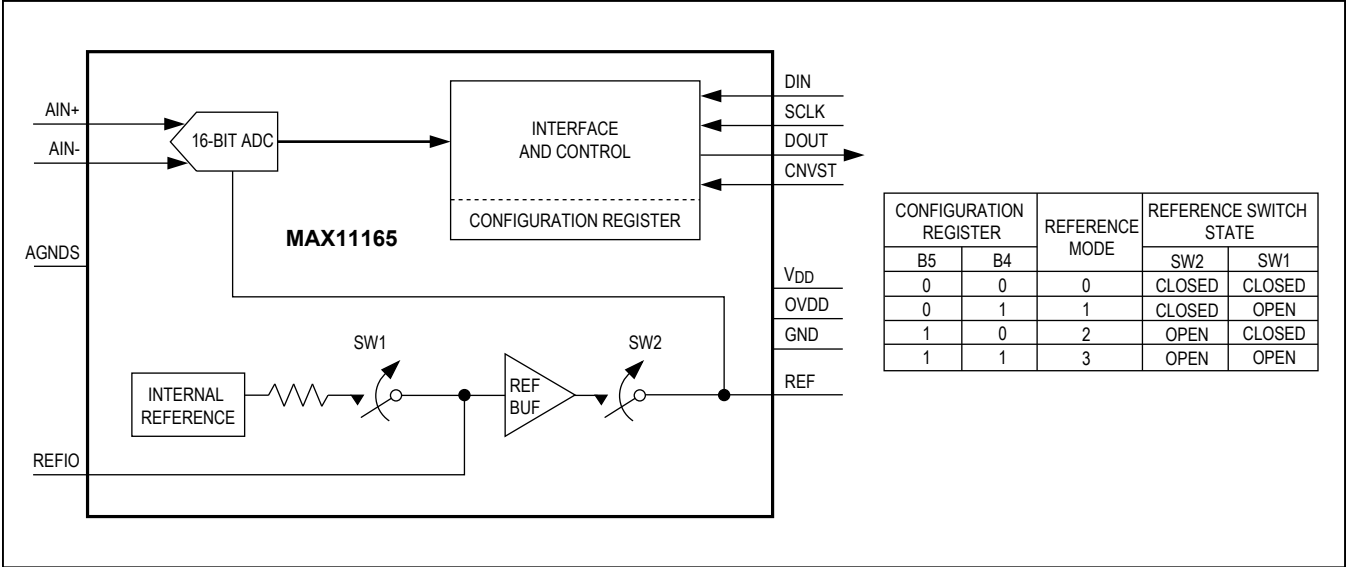 AIN+
AIN-
16-BIT ADC
INTERFACE
AND CONTROL
CONFIGURATION REGISTER
DIN
SCLK
DOUT
CNVST
MAX11165
AGNDS
VDD
OVDD
GND
REF
SW1
SW2
INTERNAL
REFERENCE
REF
BUF
REFIO
CONFIGURATION REGISTER
REFERENCE MODE
REFERENCE SWITCH STATE
B5 B4 SW2 SW1
0 0 0 CLOSED CLOSED
0 1 1 CLOSED OPEN
1 0 2 OPEN CLOSED
1 1 3 OPEN OPEN